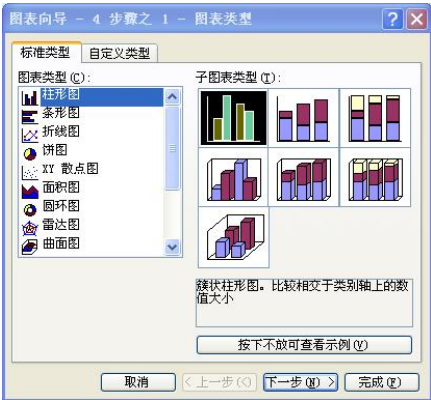 图表向导 - 4 步骤之 1 - 图表类型
标准类型 自定义类型
图表类型(C):
柱形图
条形图
折线图
饼图
XY 散点图
面积图
圆环图
雷达图
曲面图
子图表类型(T):
簇状柱形图。比较相交于类别轴上的数
值大小
按下不放可查看示例(V)
取消 < 上一步(<) 下一步(N) > 完成(F)